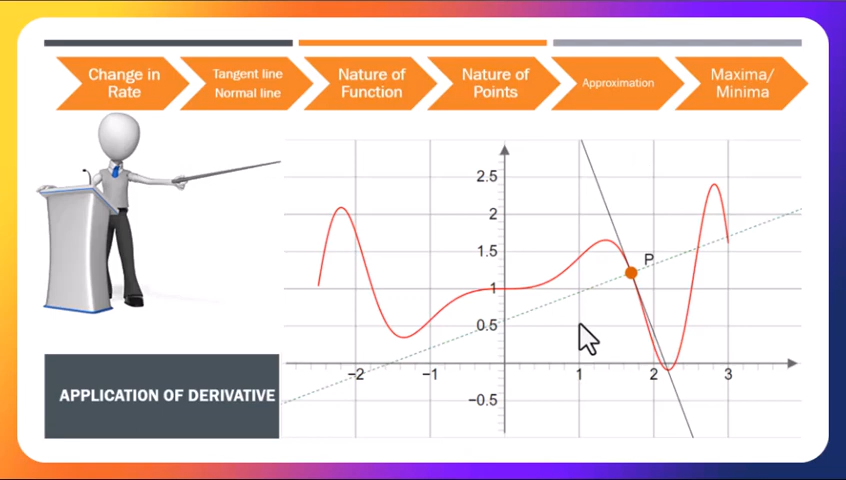 Change in
Rate
Tangent line
Normal line
Nature of
Function
Nature of
Points
Approximation
Maxima/
Minima
2.5
2
1.5
P
1
0.5
−2
−1
1
2
3
−0.5
APPLICATION OF DERIVATIVE